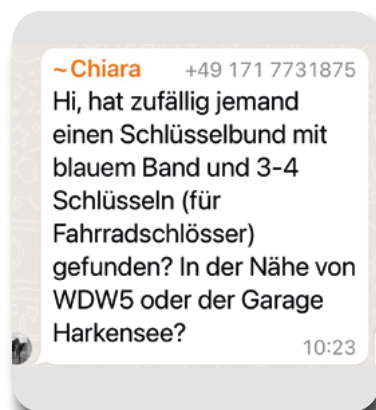 ~Chiara +49 171 7731875
Hi, hat zufällig jemand
einen Schlüsselbund mit
blauem Band und 3-4
Schlüsseln (für
Fahrradschlösser)
gefunden? In der Nähe von
WDW5 oder der Garage
Harkensee?
10:23